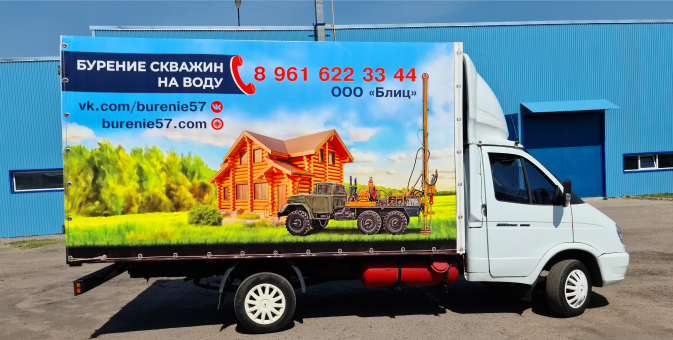 БУРЕНИЕ СКВАЖИН
НА ВОДУ
8 961 622 33 44
ООО «Блиц»
vk.com/burenie57
burenie57.com